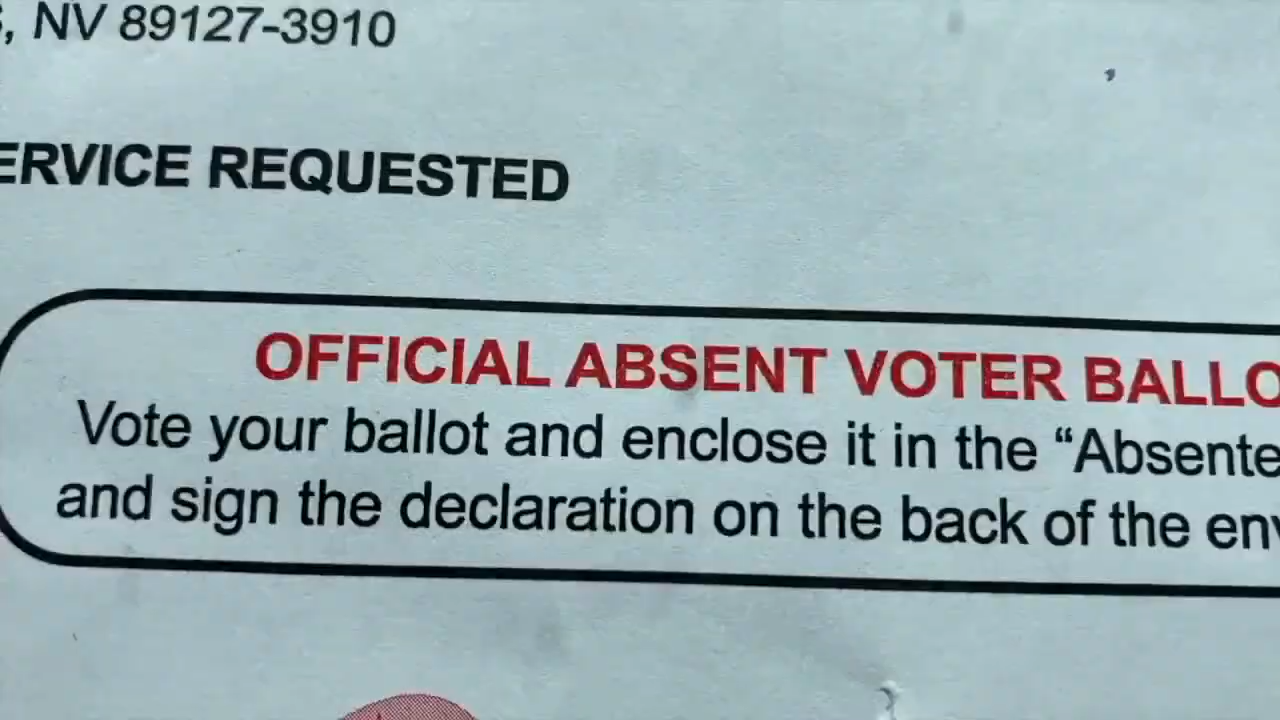 , NV 89127-3910
ERVICE REQUESTED
OFFICIAL ABSENT VOTER BALLO
Vote your ballot and enclose it in the “Absente
and sign the declaration on the back of the env